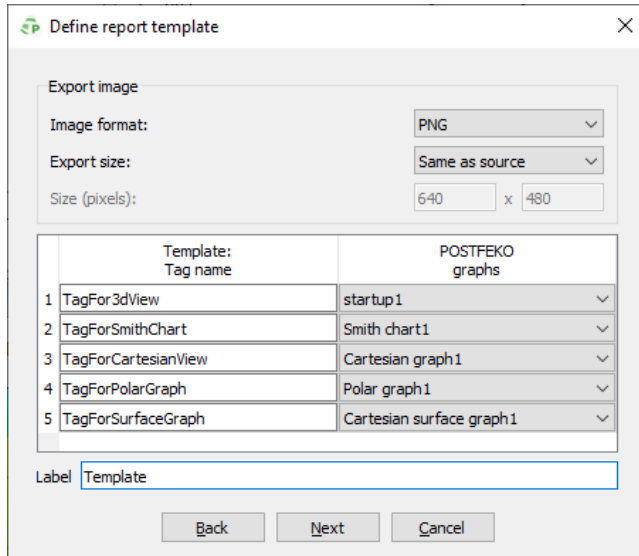 Define report template
Export image
Image format: PNG
Export size: Same as source
Size (pixels): 640 x 480
Template: POSTFEKO
Tag name graphs
1 TagFor3dView startup1
2 TagForSmithChart Smith chart1
3 TagForCartesianView Cartesian graph1
4 TagForPolarGraph Polar graph1
5 TagForSurfaceGraph Cartesian surface graph1
Label Template
Back Next Cancel